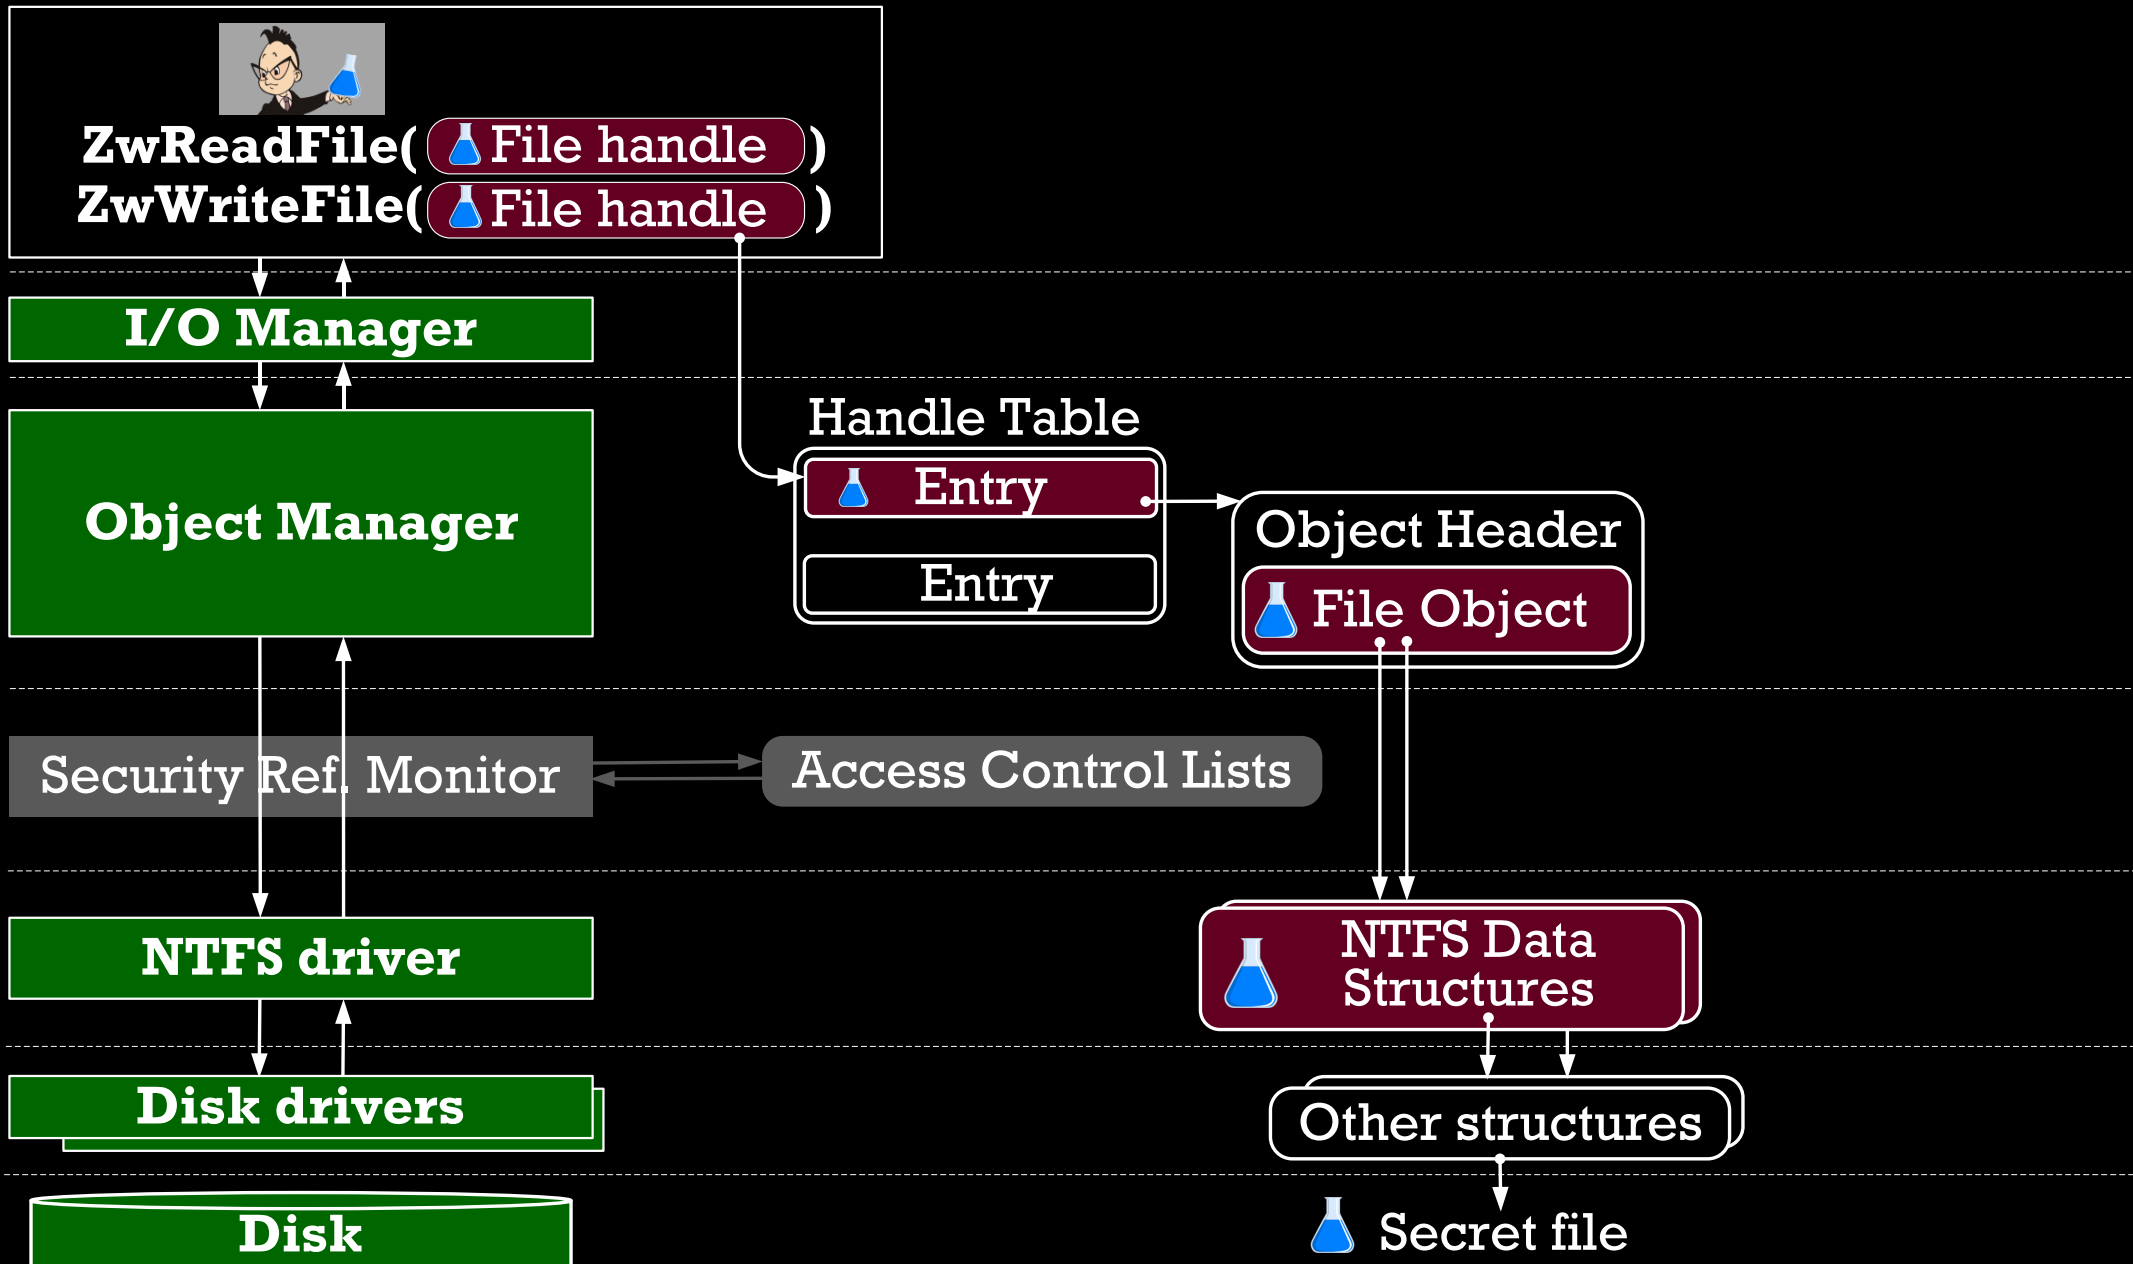 ZwReadFile( File handle )
ZwWriteFile( File handle )
I/O Manager
Handle Table
Entry
Object Manager
Object Header
Entry
File Object
Security Ref. Monitor
Access Control Lists
NTFS driver
NTFS Data
Structures
Disk drivers
Other structures
Disk
Secret file